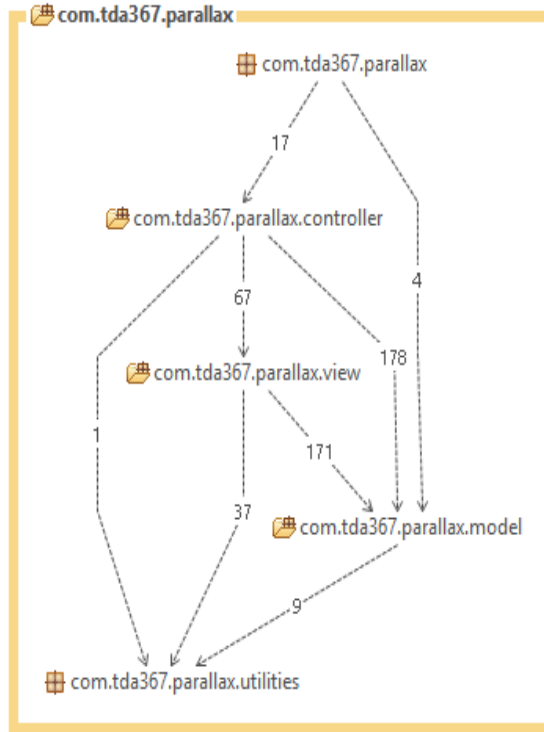 com.tda367.parallax
com.tda367.parallax
17
com.tda367.parallax.controller
4
67
178
com.tda367.parallax.view
1
171
37
com.tda367.parallax.model
9
com.tda367.parallax.utilities